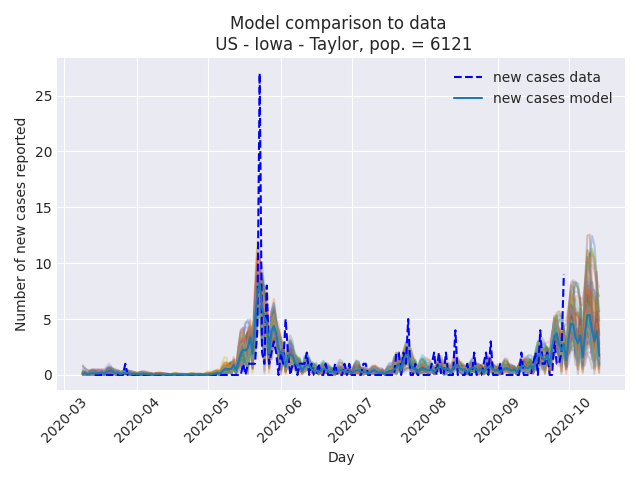 Model comparison to data
US - Iowa - Taylor, pop. = 6121
new cases data
new cases model
Number of new cases reported
25
20
15
10
5
0
2020-03
2020-04
2020-05
2020-06
2020-07
2020-08
2020-09
2020-10
Day